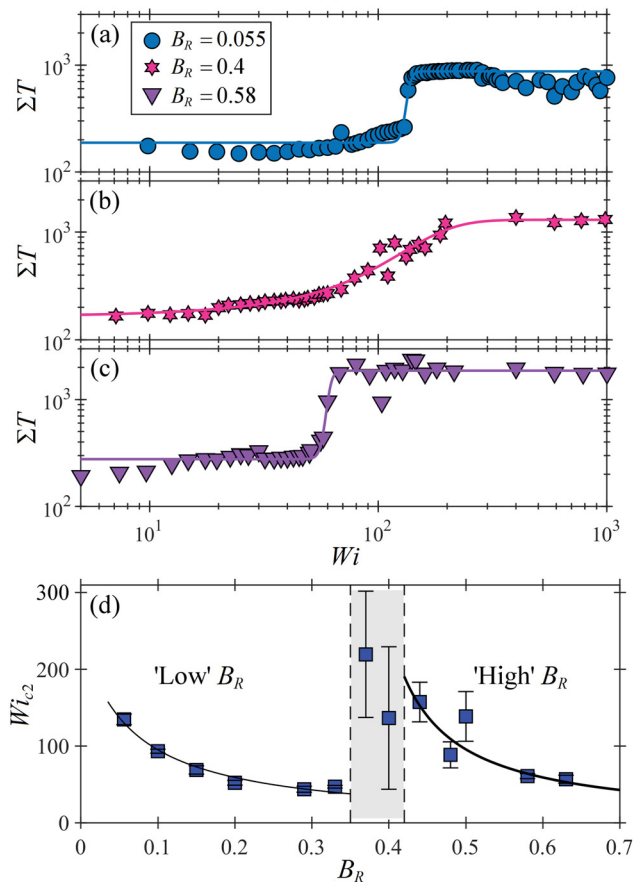 (a)
B_R = 0.055
B_R = 0.4
B_R = 0.58
ΣT
10^3
10^2
(b)
ΣT
10^3
10^2
(c)
ΣT
10^3
10^2
10^1 10^2 10^3
Wi
(d)
300
200
100
0
Wi_{c2}
'Low' B_R
'High' B_R
0 0.1 0.2 0.3 0.4 0.5 0.6 0.7
B_R